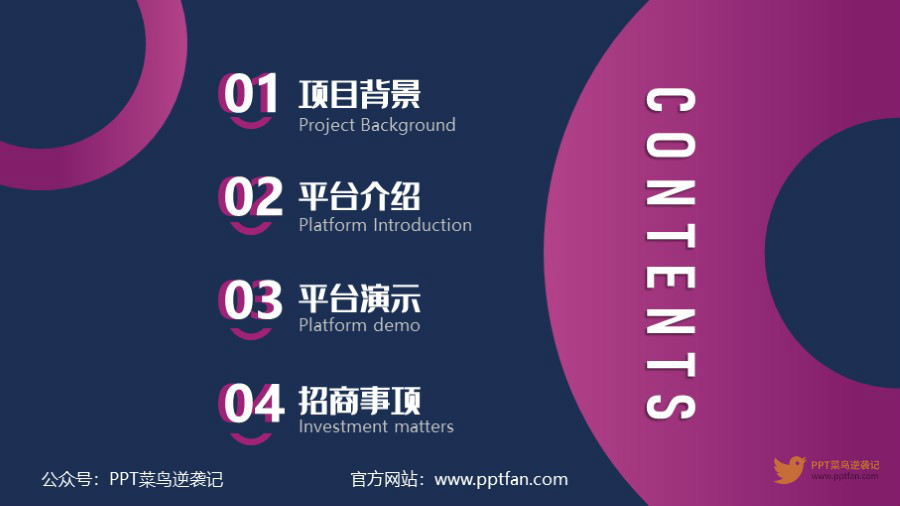 01
项目背景
Project Background
02
平台介绍
Platform Introduction
03
平台演示
Platform demo
04
招商事项
Investment matters
CONTENTS
公众号：PPT菜鸟逆袭记
官方网站：www.pptfan.com
PPT菜鸟逆袭记
www.pptfan.com